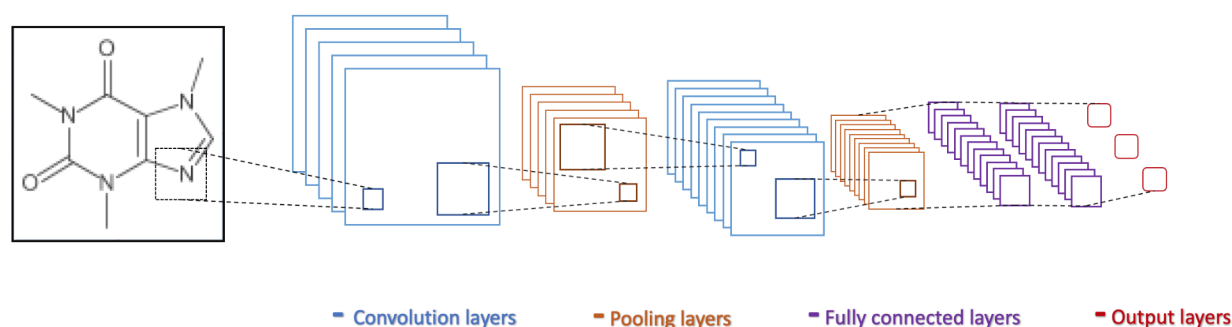 O
N
N
O
N
N
- Convolution layers
- Pooling layers
- Fully connected layers
- Output layers